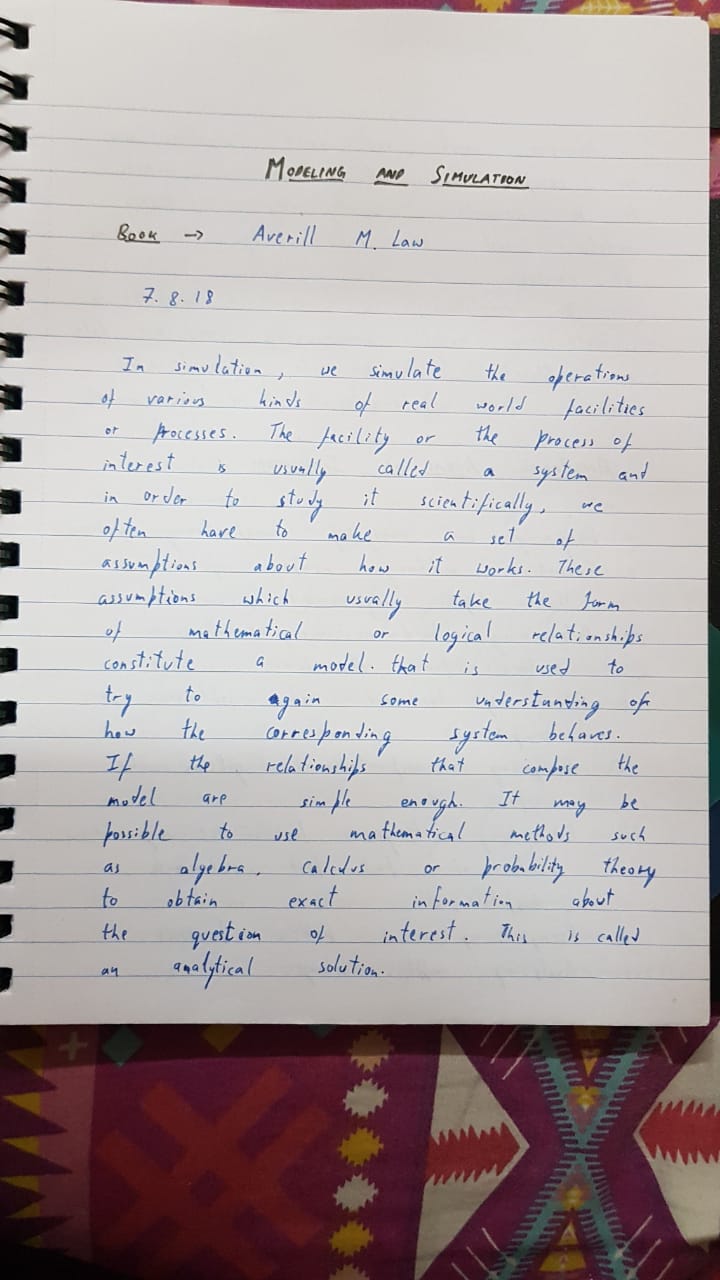 MODELING AND SIMULATION
Book → Averill M. Law
7.8.18
In simulation, we simulate the operations
of various kinds of real world facilities
or processes. The facility or the process of
interest is usually called a system and
in order to study it scientifically, we
often have to make a set of
assumptions about how it works. These
assumptions which usually take the form
of mathematical or logical relationships
constitute a model. that is used to
try to gain some understanding of
how the corresponding system behaves.
If the relationships that compose the
model are simple enough. It may be
possible to use mathematical methods such
as algebra, calculus or probability theory
to obtain exact information about
the question of interest. This is called
an analytical solution.